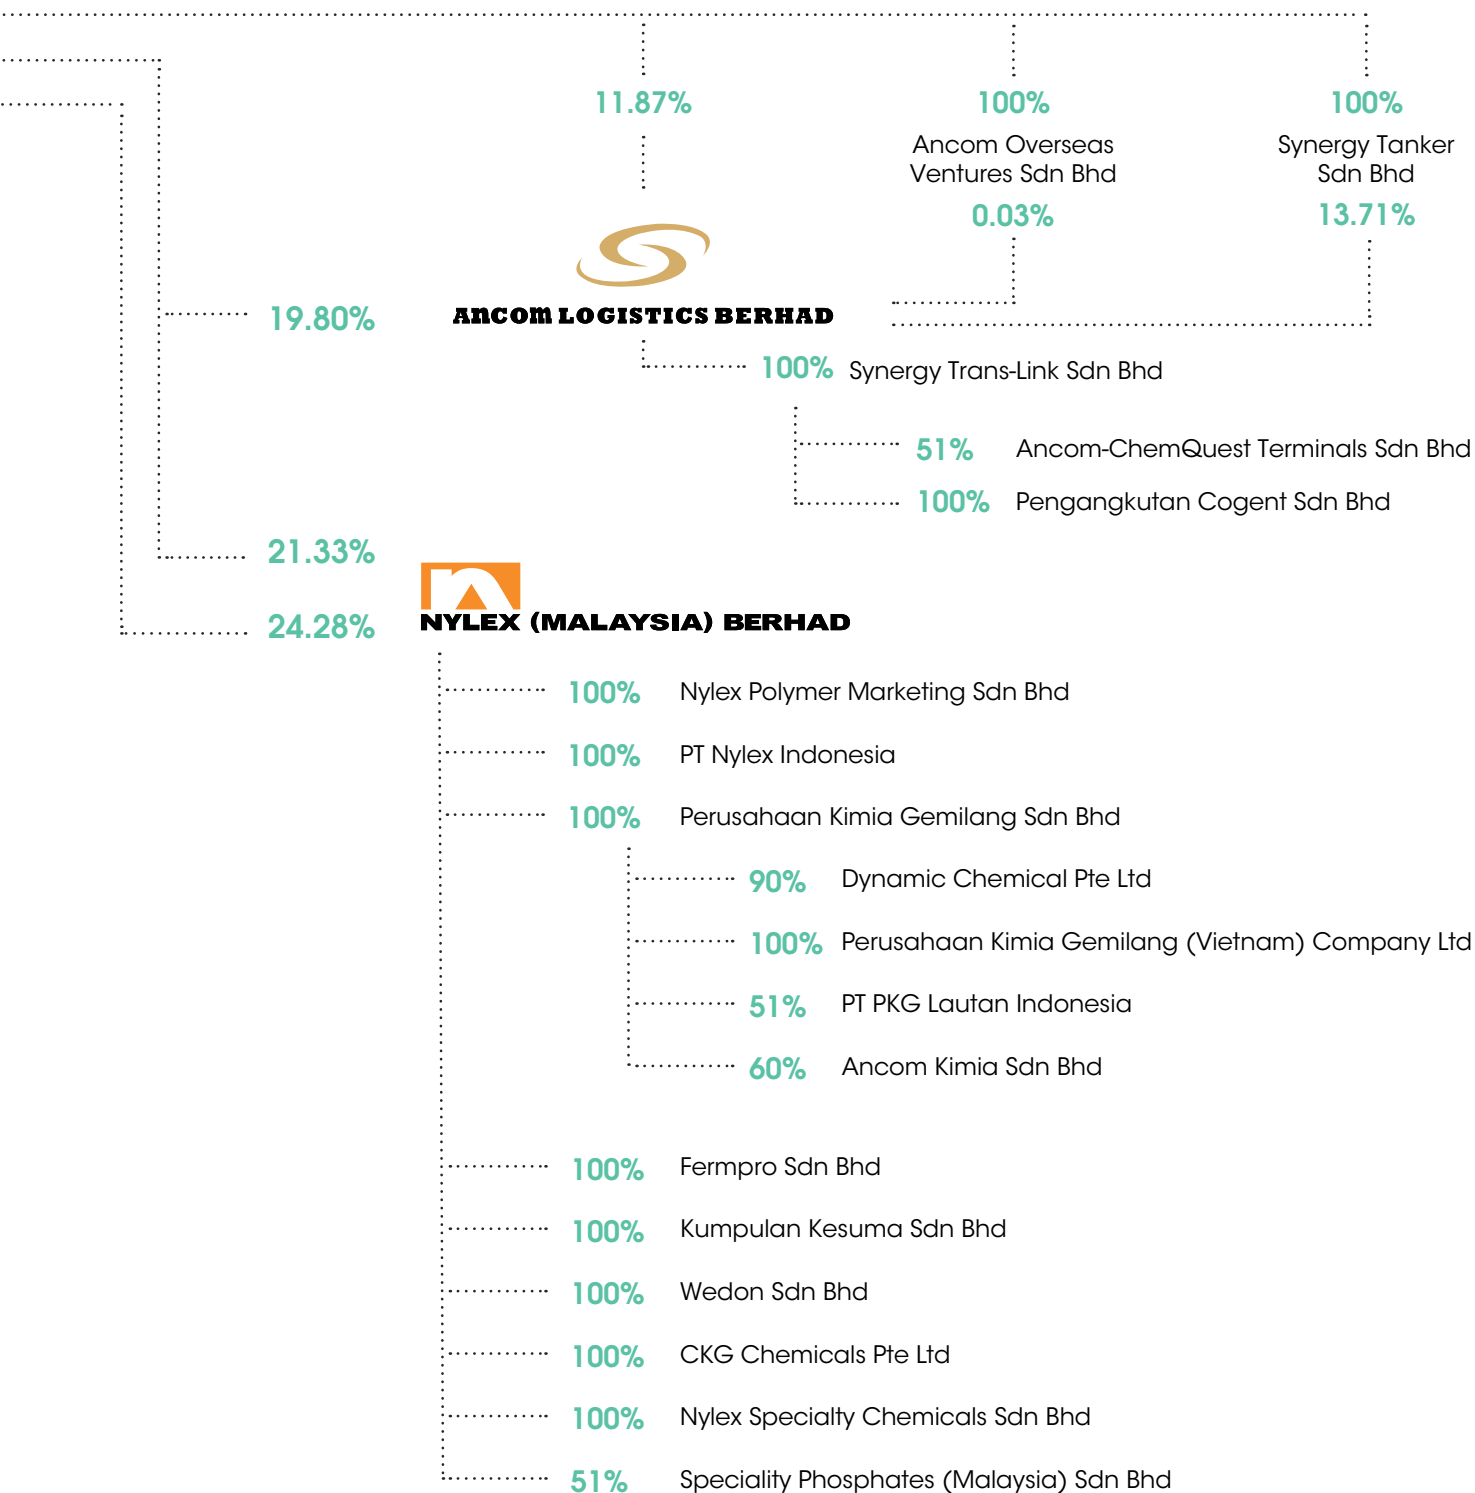 11.87%
100%
100%
Ancom Overseas
Ventures Sdn Bhd
Synergy Tanker
Sdn Bhd
0.03%
13.71%
19.80%
ANCOM LOGISTICS BERHAD
100% Synergy Trans-Link Sdn Bhd
51% Ancom-ChemQuest Terminals Sdn Bhd
100% Pengangkutan Cogent Sdn Bhd
21.33%
24.28%
NYLEX (MALAYSIA) BERHAD
100% Nylex Polymer Marketing Sdn Bhd
100% PT Nylex Indonesia
100% Perusahaan Kimia Gemilang Sdn Bhd
90% Dynamic Chemical Pte Ltd
100% Perusahaan Kimia Gemilang (Vietnam) Company Ltd
51% PT PKG Lautan Indonesia
60% Ancom Kimia Sdn Bhd
100% Fermpro Sdn Bhd
100% Kumpulan Kesuma Sdn Bhd
100% Wedon Sdn Bhd
100% CKG Chemicals Pte Ltd
100% Nylex Specialty Chemicals Sdn Bhd
51% Speciality Phosphates (Malaysia) Sdn Bhd